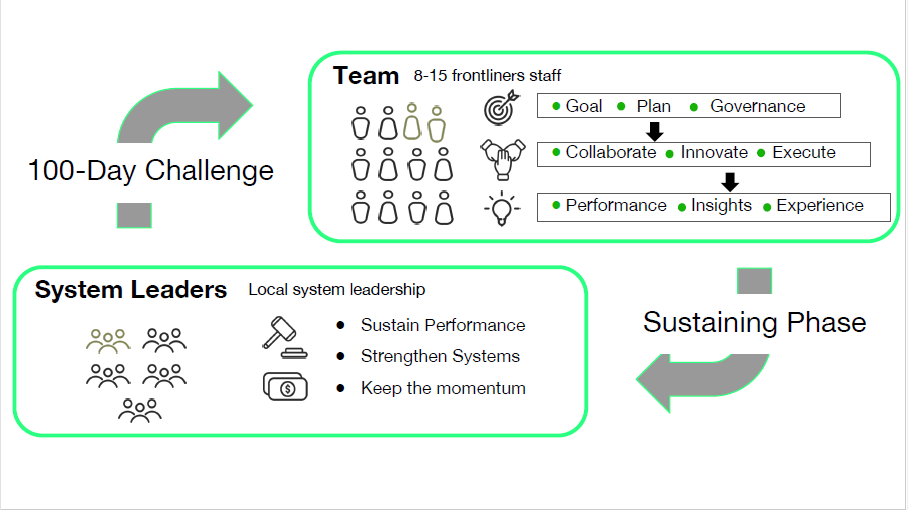 Team 8-15 frontliners staff
● Goal ● Plan ● Governance
● Collaborate ● Innovate ● Execute
● Performance ● Insights ● Experience
100-Day Challenge
System Leaders Local system leadership
● Sustain Performance
● Strengthen Systems
● Keep the momentum
$
Sustaining Phase